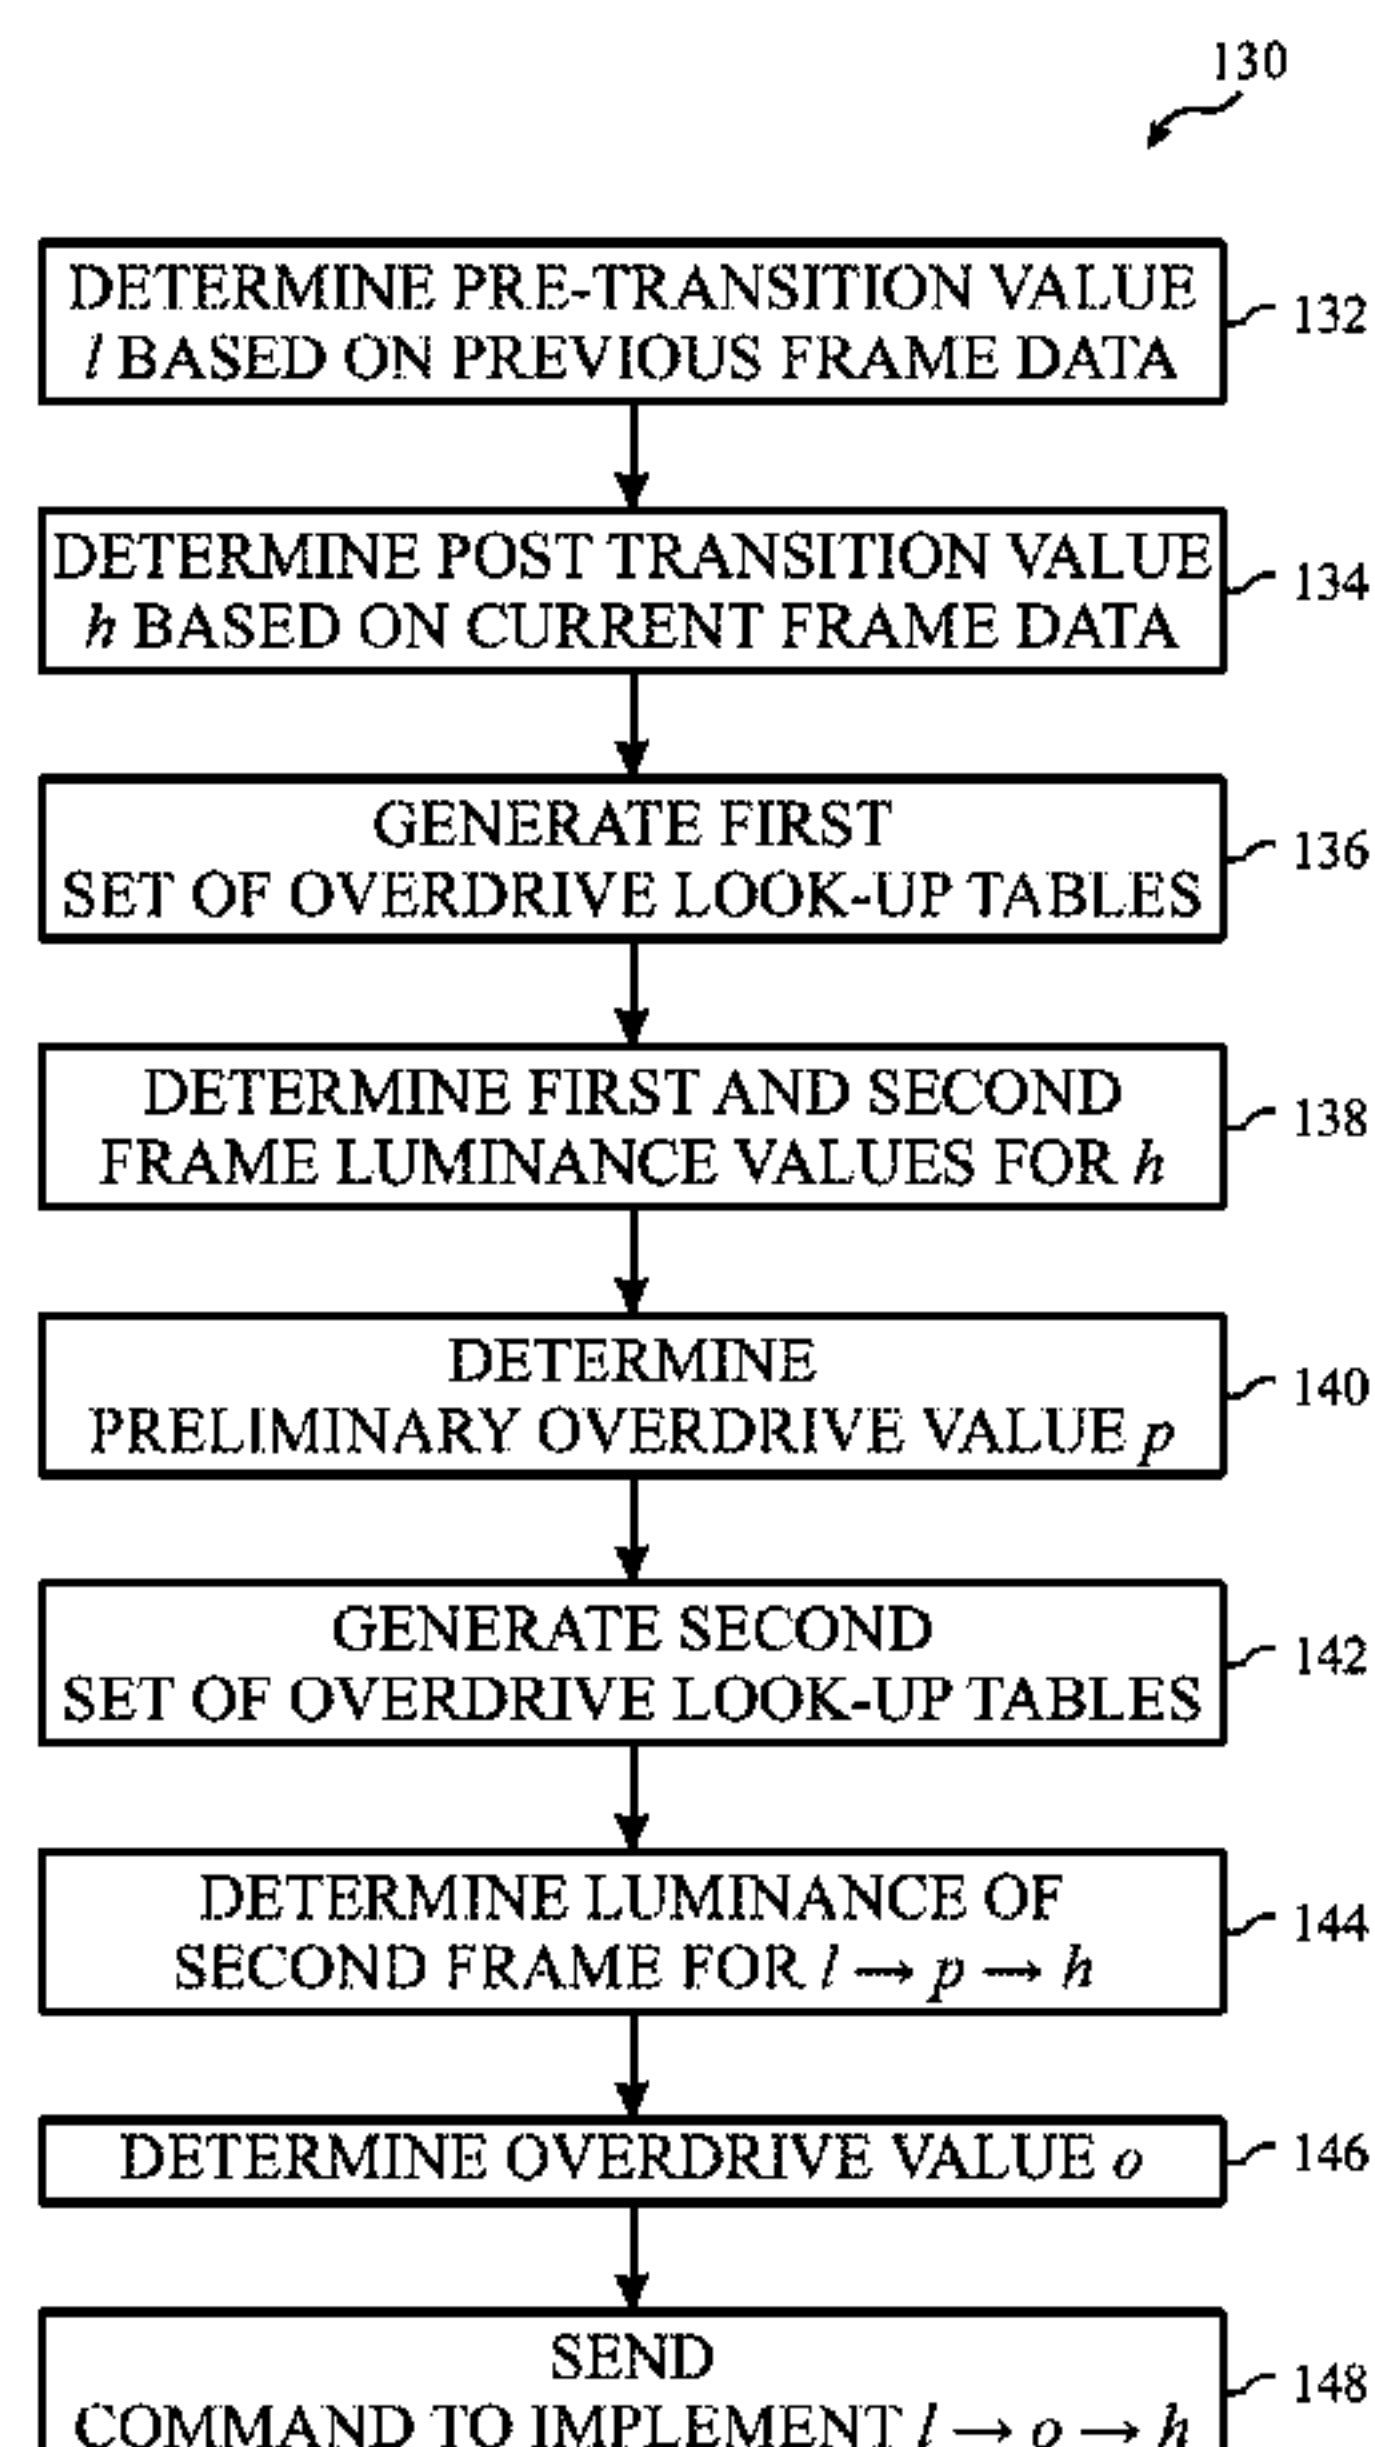 130
DETERMINE PRE-TRANSITION VALUE
l BASED ON PREVIOUS FRAME DATA
132
DETERMINE POST TRANSITION VALUE
h BASED ON CURRENT FRAME DATA
134
GENERATE FIRST
SET OF OVERDRIVE LOOK-UP TABLES
136
DETERMINE FIRST AND SECOND
FRAME LUMINANCE VALUES FOR h
138
DETERMINE
PRELIMINARY OVERDRIVE VALUE p
140
GENERATE SECOND
SET OF OVERDRIVE LOOK-UP TABLES
142
DETERMINE LUMINANCE OF
SECOND FRAME FOR l → p → h
144
DETERMINE OVERDRIVE VALUE o
146
SEND
COMMAND TO IMPLEMENT l → o → h
148